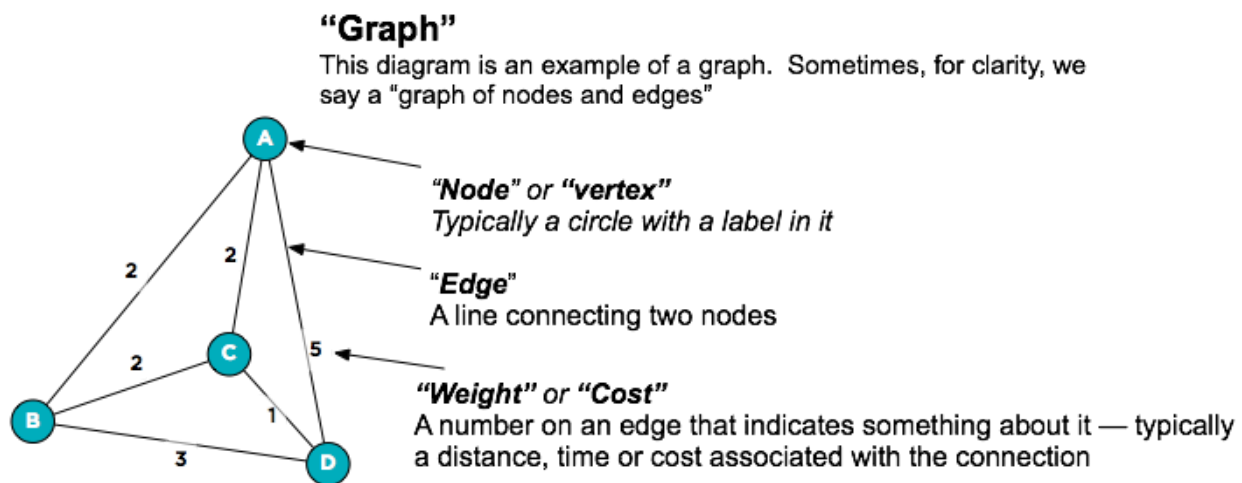 “Graph”
This diagram is an example of a graph.  Sometimes, for clarity, we
say a “graph of nodes and edges”
A
“Node” or “vertex”
Typically a circle with a label in it
2
2
“Edge”
A line connecting two nodes
C
5
2
“Weight” or “Cost”
B
1
A number on an edge that indicates something about it — typically
a distance, time or cost associated with the connection
3
D